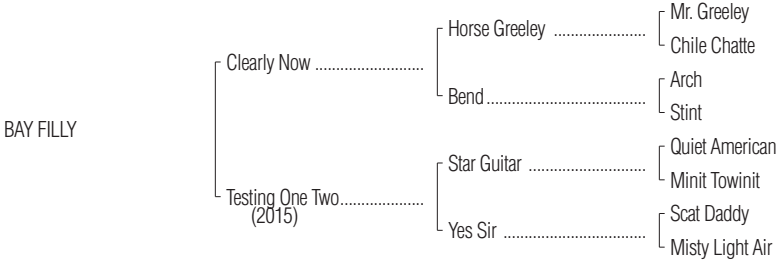 Mr. Greeley
Horse Greeley ......................
Chile Chatte
Clearly Now ..........................
Arch
Bend......................................
Stint
BAY FILLY
Quiet American
Star Guitar ............................
Minit Towinit
Testing One Two....................
(2015)
Scat Daddy
Yes Sir ..................................
Misty Light Air